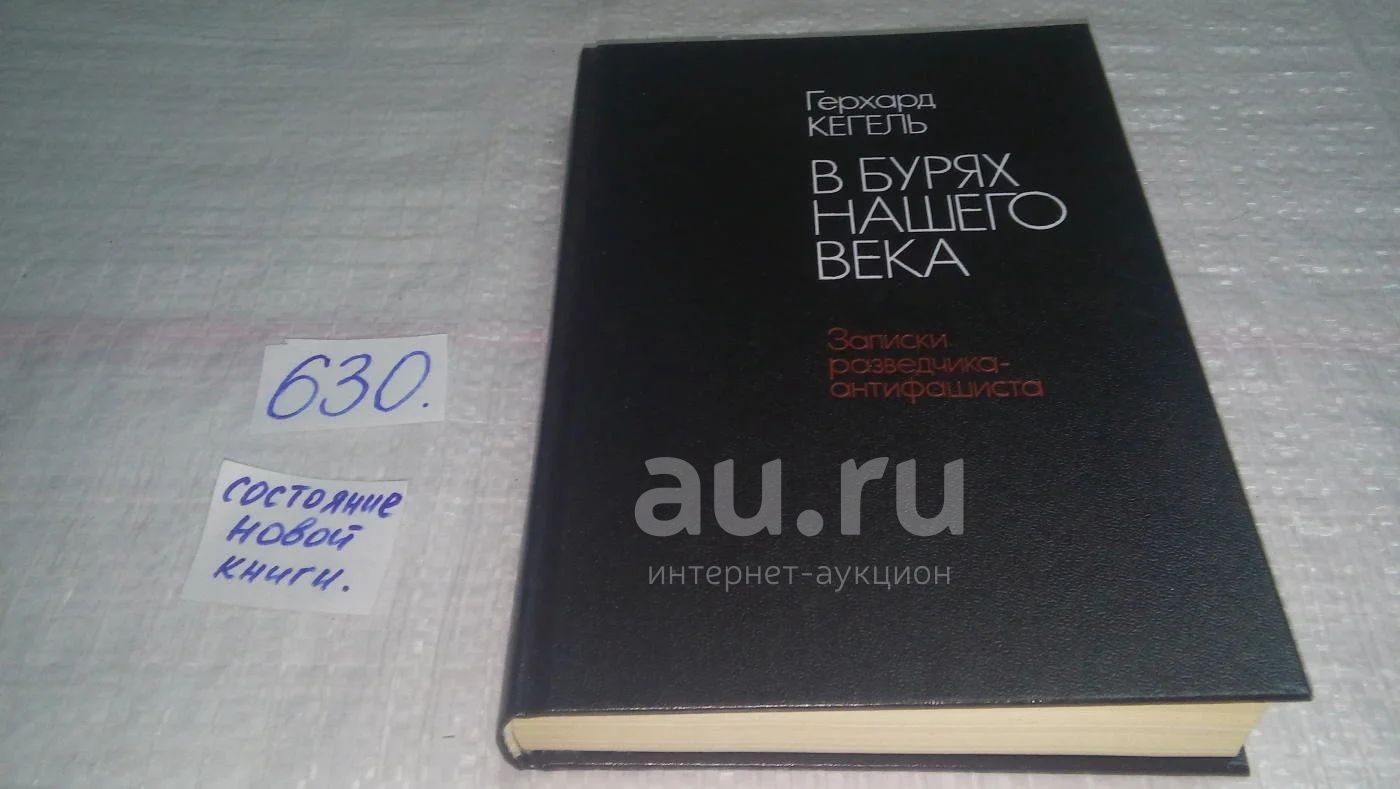 Герхард
КЕГЕЛЬ
В БУРЯХ
НАШЕГО
ВЕКА
Записки
разведчика-
антифашиста
630.
состояние
новой
книги.
au.ru
интернет-аукцион